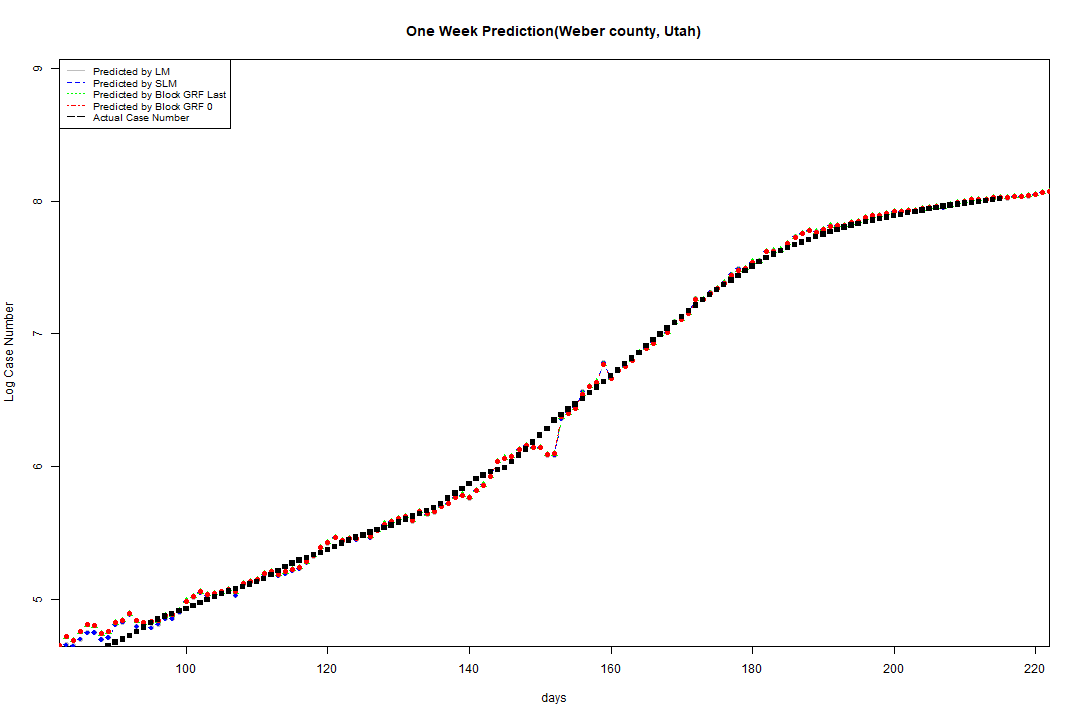 One Week Prediction(Weber county, Utah)
Predicted by LM
Predicted by SLM
Predicted by Block GRF Last
Predicted by Block GRF 0
Actual Case Number
9
8
7
6
5
Log Case Number
100 120 140 160 180 200 220
days